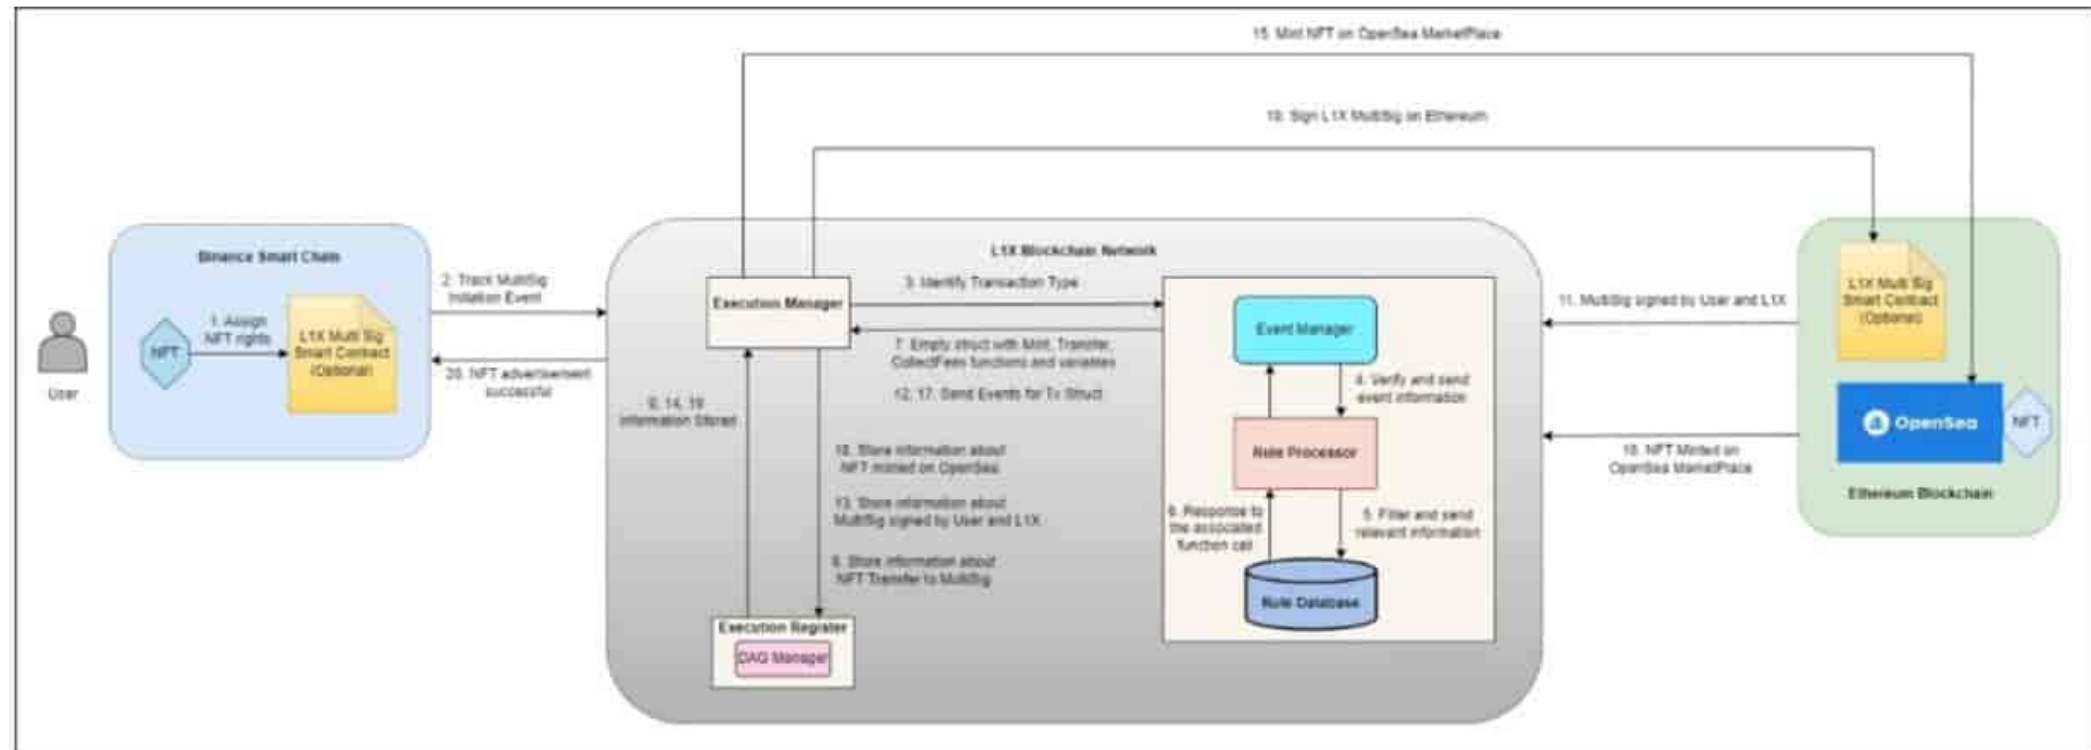 15. Mint NFT on OpenSea MarketPlace
10. Sign L1X MultiSig on Ethereum
Binance Smart Chain
L1X Blockchain Network
2. Track MultiSig
Initiation Event
Execution Manager
3. Identify Transaction Type
L1X Multi Sig
Smart Contract
(Optional)
1. Assign
NFT rights
NFT
L1X Multi Sig
Smart Contract
(Optional)
Event Manager
11. MultiSig signed by User and L1X
7. Empty struct with Mint, Transfer,
CollectFees functions and variables
User
20. NFT advertisement
successful
12, 17. Send Events for Tx Struct
4. Verify and send
event information
9, 14, 19
Information Stored
OpenSea
NFT
Rule Processor
18. Store information about
NFT minted on OpenSea
NFT Minted on
OpenSea MarketPlace
Ethereum Blockchain
13. Store information about
MultiSig signed by User and L1X
6. Response to
the associated
function call
5. Filter and send
relevant information
8. Store information about
NFT Transfer to MultiSig
Rule Database
Execution Register
DAG Manager